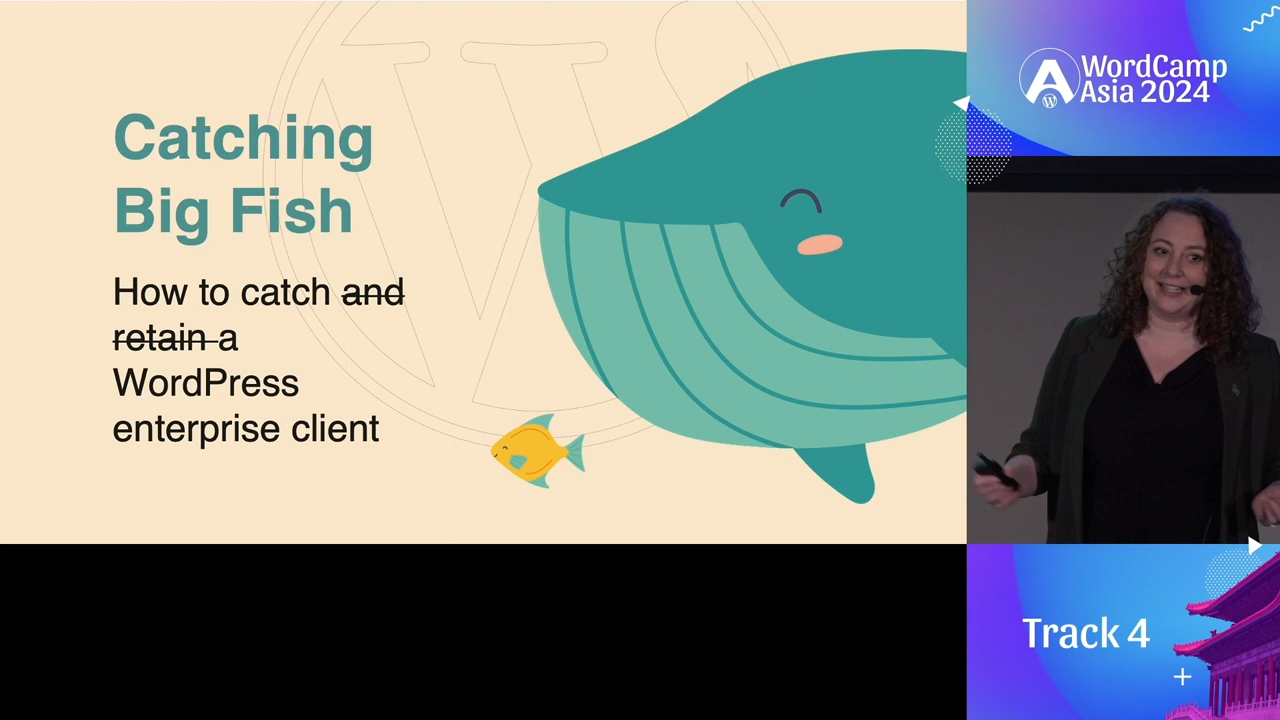 Catching
Big Fish
How to catch and
retain a
WordPress
enterprise client
WordCamp
Asia 2024
Track 4